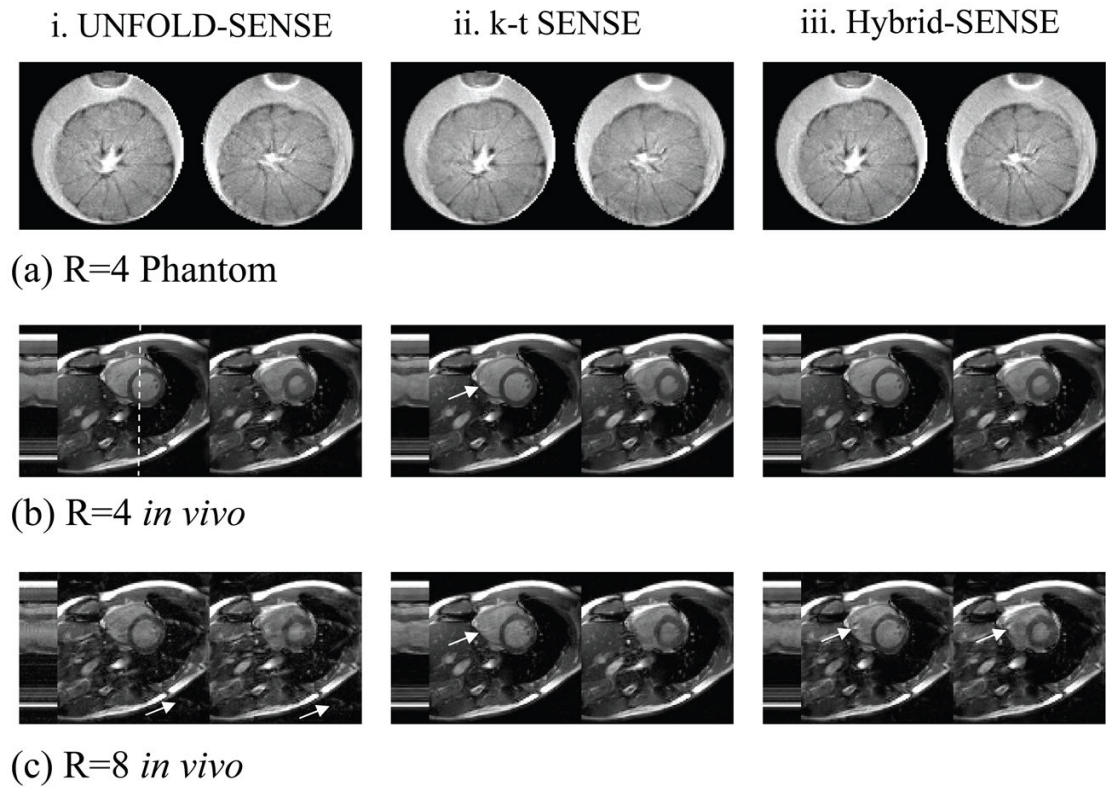 i. UNFOLD-SENSE
ii. k-t SENSE
iii. Hybrid-SENSE
(a) R=4 Phantom
(b) R=4 in vivo
(c) R=8 in vivo